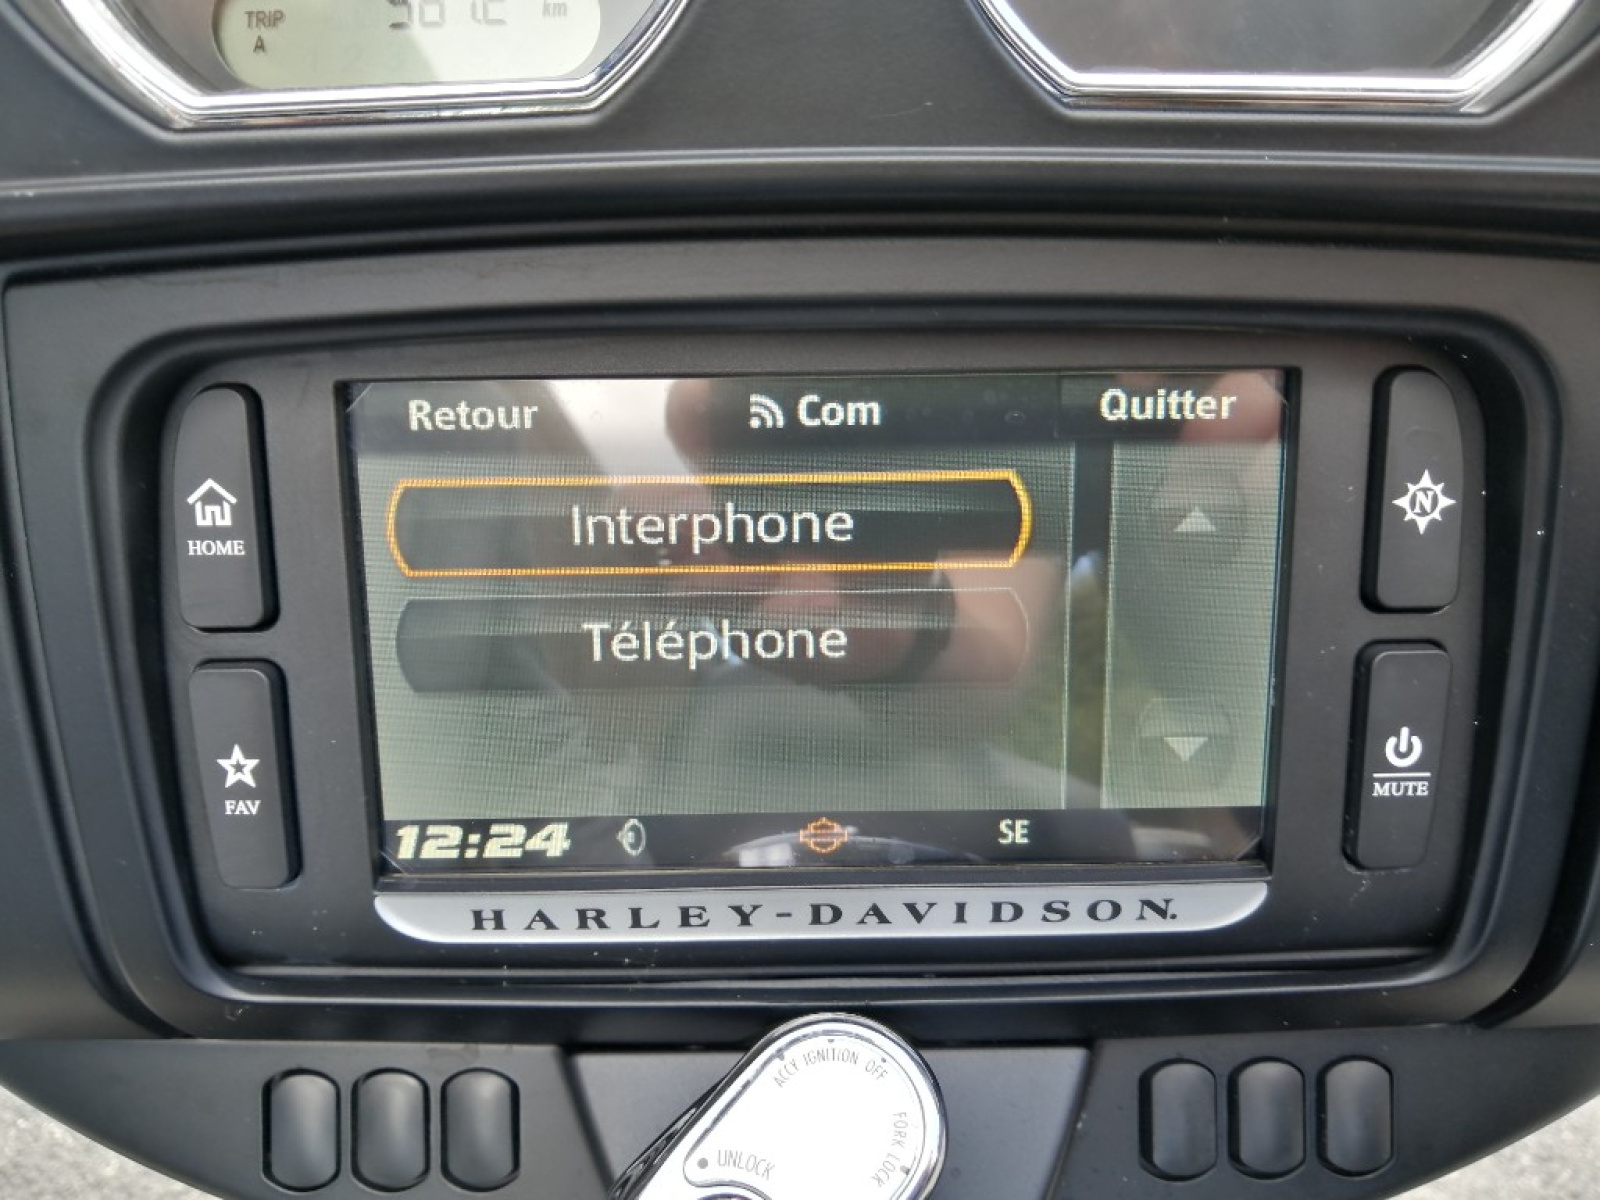 TRIP
A
km
Retour
Com
Quitter
Interphone
HOME
N
Téléphone
FAV
MUTE
12:24
SE
HARLEY-DAVIDSON.
ACCY IGNITION OFF
FORK LOCK
UNLOCK